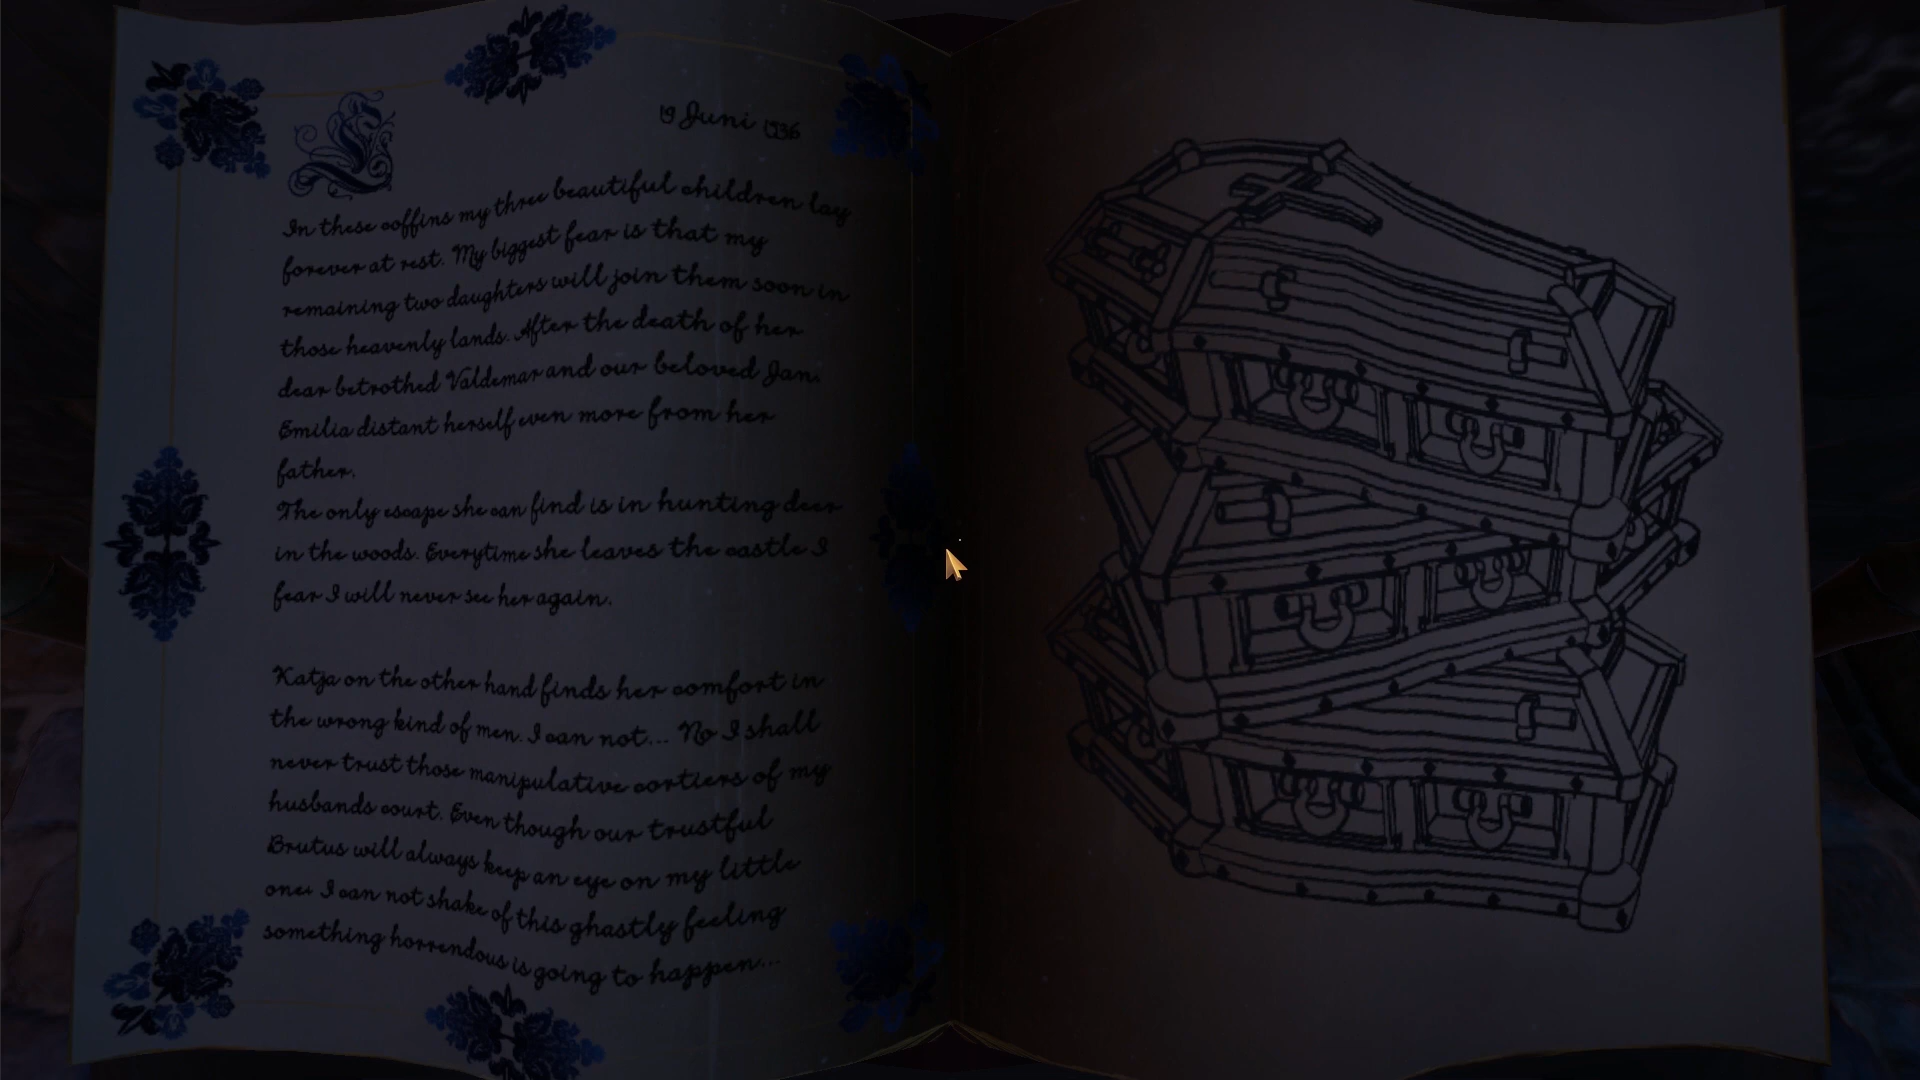 19 Juni 1536
In these coffins my three beautiful children lay
forever at rest. My biggest fear is that my
remaining two daughters will join them soon in
those heavenly lands. After the death of her
dear betrothed Valdemar and our beloved Jan.
Emilia distant herself even more from her
father.
The only escape she can find is in hunting deer
in the woods. Everytime she leaves the castle I
fear I will never see her again.
Katja on the other hand finds her comfort in
the wrong kind of men. I can not... No I shall
never trust those manipulative cortiers of my
husbands court. Even though our trustful
Brutus will always keep an eye on my little
one. I can not shake of this ghastly feeling
something horrendous is going to happen...